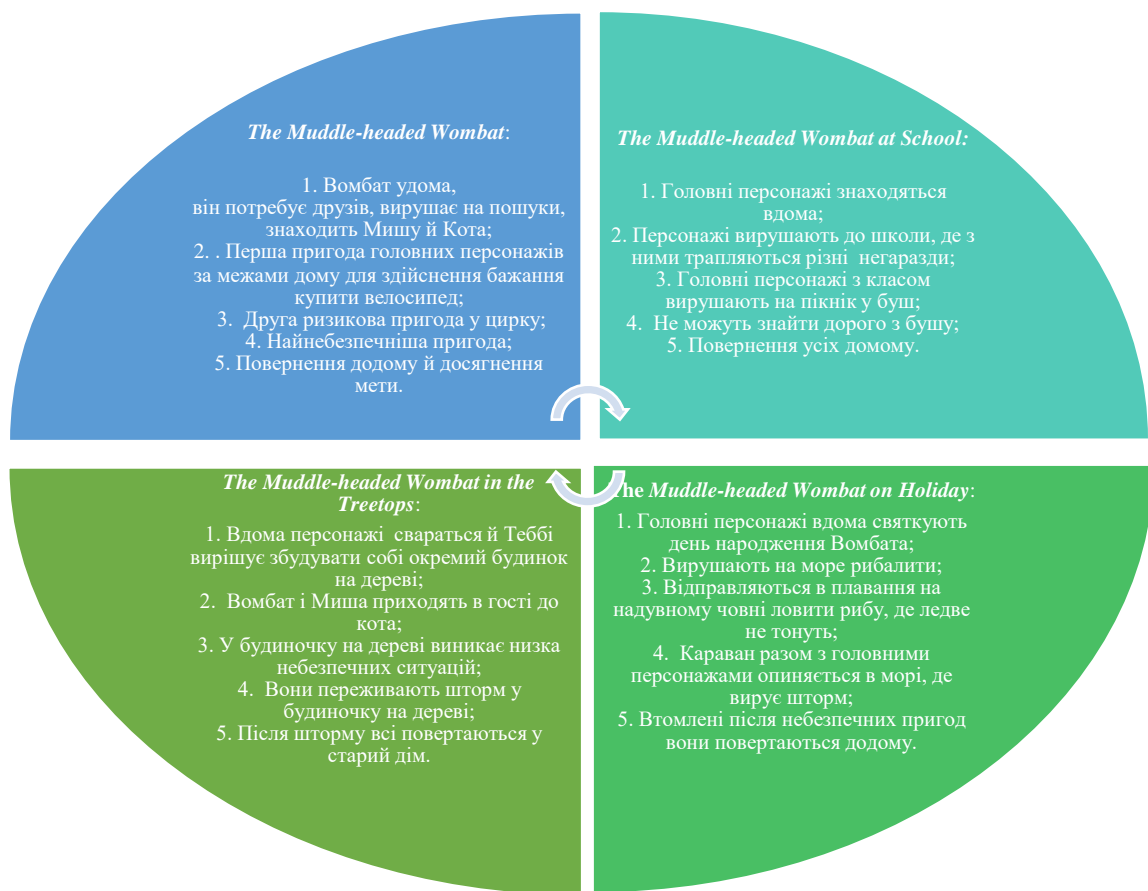 The Muddle-headed Wombat:
1. Вомбат удома,
він потребує друзів, вирушає на пошуки,
знаходить Мишу й Кота;
2. . Перша пригода головних персонажів
за межами дому для здійснення бажання
купити велосипед;
3. Друга ризикова пригода у цирку;
4. Найнебезпечніша пригода;
5. Повернення додому й досягнення
мети.
The Muddle-headed Wombat at School:
1. Головні персонажі знаходяться
вдома;
2. Персонажі вирушають до школи, де з
ними трапляються різні негаразди;
3. Головні персонажі з класом
вирушають на пікнік у буш;
4. Не можуть знайти дорого з бушу;
5. Повернення усіх домому.
The Muddle-headed Wombat in the
Treetops:
1. Вдома персонажі свараться й Теббі
вирішує збудувати собі окремий будинок
на дереві;
2. Вомбат і Миша приходять в гості до
кота;
3. У будиночку на дереві виникає низка
небезпечних ситуацій;
4. Вони переживають шторм у
будиночку на дереві;
5. Після шторму всі повертаються у
старий дім.
The Muddle-headed Wombat on Holiday:
1. Головні персонажі вдома святкують
день народження Вомбата;
2. Вирушають на море рибалити;
3. Відправляються в плавання на
надувному човні ловити рибу, де ледве
не тонуть;
4. Караван разом з головними
персонажами опиняється в морі, де
вирує шторм;
5. Втомлені після небезпечних пригод
вони повертаються додому.